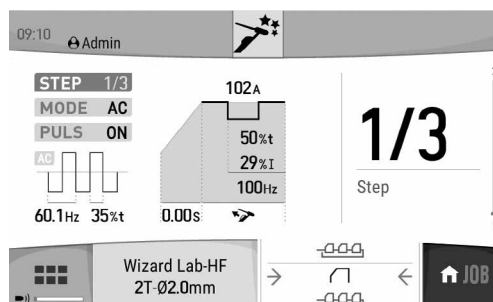 09:10
Admin
STEP 1/3
MODE AC
PULS ON
AC
60.1Hz 35%t
102A
50%t
29%I
100Hz
0.00s
1/3
Step
Wizard Lab-HF
2T-Ø2.0mm
JOB